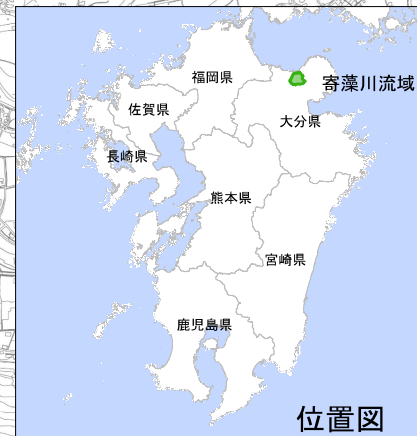 福岡県
寄藻川流域
佐賀県
大分県
長崎県
熊本県
宮崎県
鹿児島県
位置図